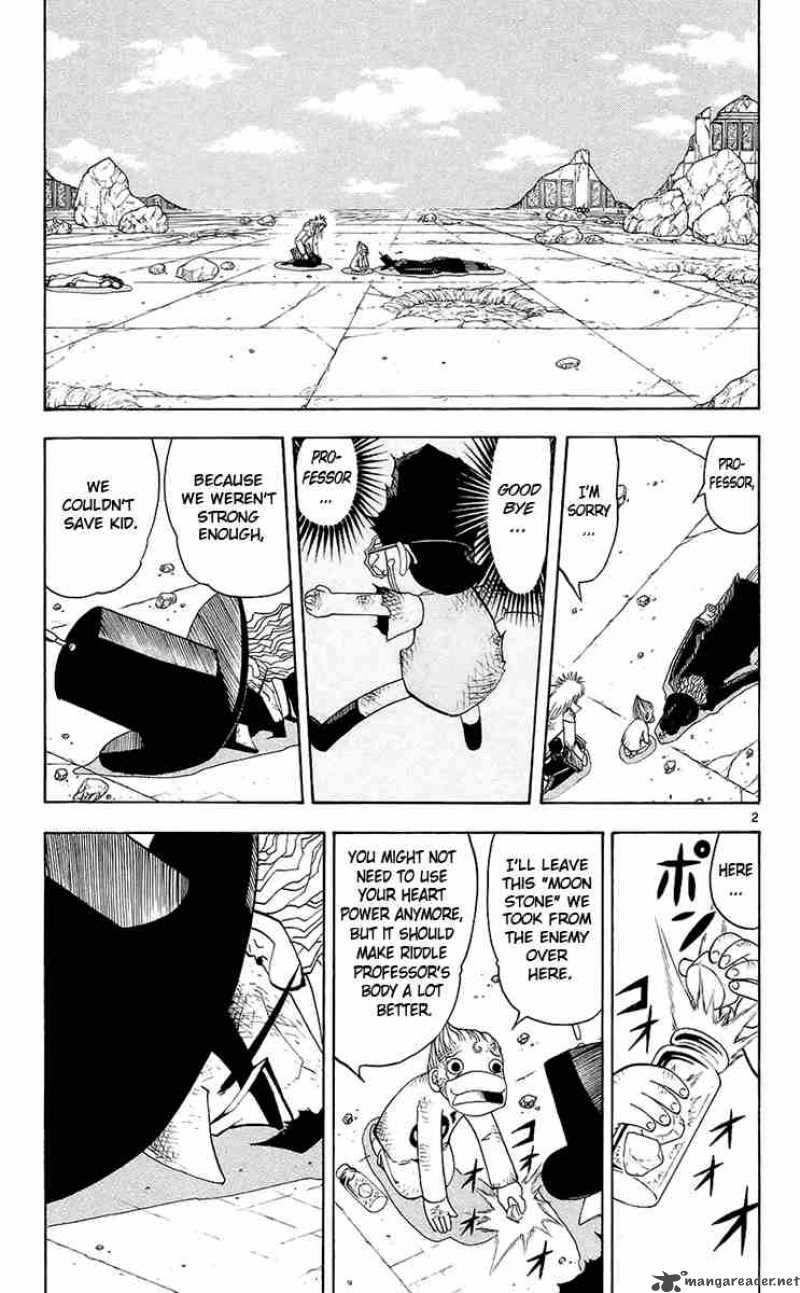 PRO-
FESSOR,
I'M
SORRY
...
GOOD
BYE...
PRO-
FESSOR
...
BECAUSE
WE WEREN'T
STRONG
ENOUGH,
WE
COULDN'T
SAVE KID.
2
HERE
...
ポン
コオ
オオオ
I'LL LEAVE
THIS "MOON
STONE" WE
TOOK FROM
THE ENEMY
OVER
HERE.
YOU MIGHT NOT
NEED TO USE
YOUR HEART
POWER ANYMORE,
BUT IT SHOULD
MAKE RIDDLE
PROFESSOR'S
BODY A LOT
BETTER.
コオオ
mangareader.net